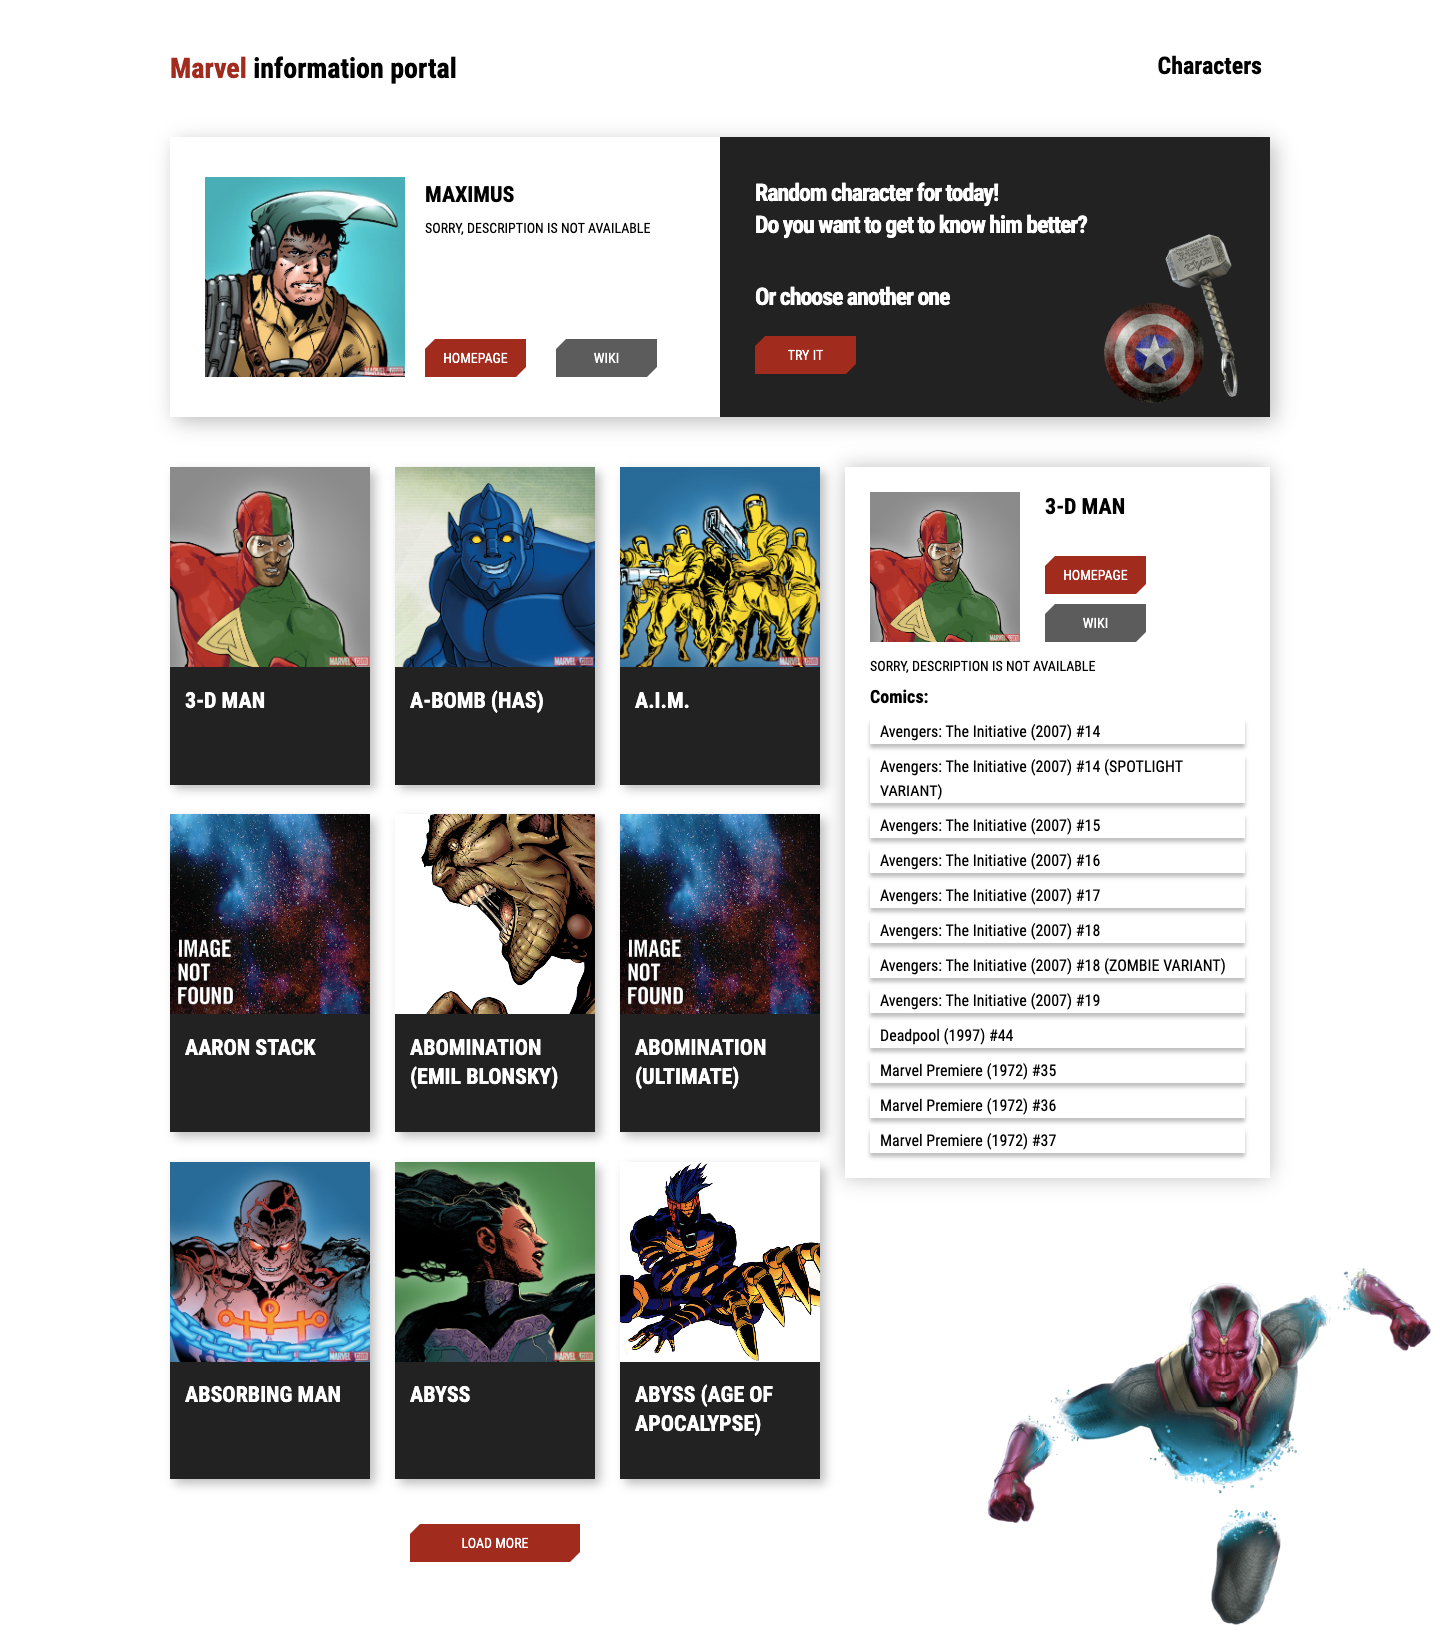 Marvel information portal
Characters
MAXIMUS
SORRY, DESCRIPTION IS NOT AVAILABLE
HOMEPAGE
WIKI
Random character for today!
Do you want to get to know him better?
Or choose another one
TRY IT
3-D MAN
A-BOMB (HAS)
A.I.M.
IMAGE
NOT
FOUND
AARON STACK
ABOMINATION
(EMIL BLONSKY)
IMAGE
NOT
FOUND
ABOMINATION
(ULTIMATE)
ABSORBING MAN
ABYSS
ABYSS (AGE OF
APOCALYPSE)
LOAD MORE
3-D MAN
HOMEPAGE
WIKI
SORRY, DESCRIPTION IS NOT AVAILABLE
Comics:
Avengers: The Initiative (2007) #14
Avengers: The Initiative (2007) #14 (SPOTLIGHT
VARIANT)
Avengers: The Initiative (2007) #15
Avengers: The Initiative (2007) #16
Avengers: The Initiative (2007) #17
Avengers: The Initiative (2007) #18
Avengers: The Initiative (2007) #18 (ZOMBIE VARIANT)
Avengers: The Initiative (2007) #19
Deadpool (1997) #44
Marvel Premiere (1972) #35
Marvel Premiere (1972) #36
Marvel Premiere (1972) #37